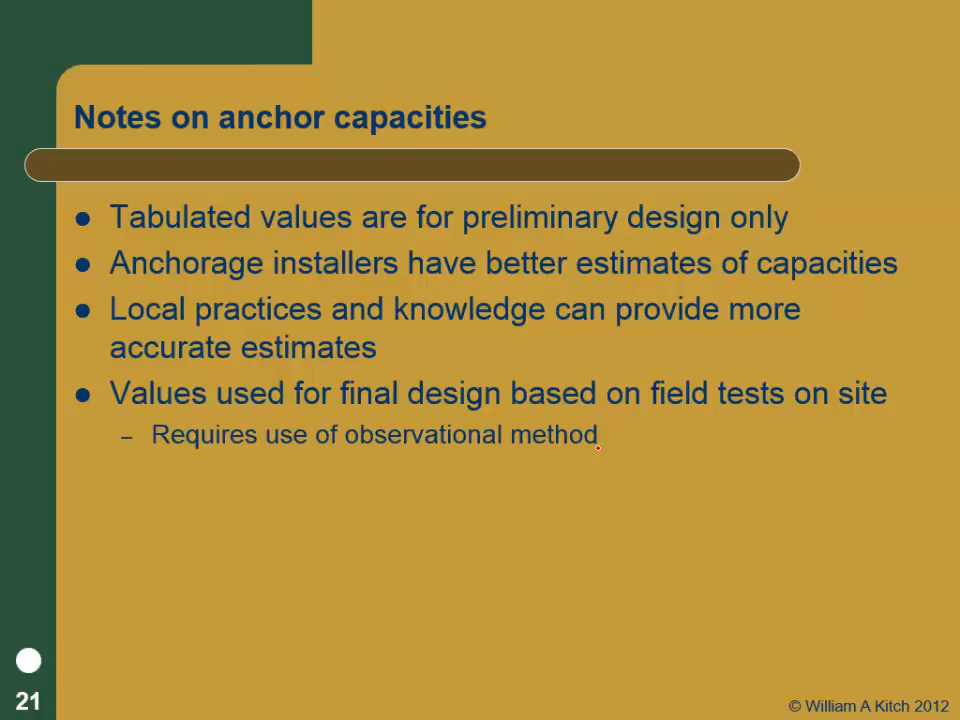 Notes on anchor capacities
● Tabulated values are for preliminary design only
● Anchorage installers have better estimates of capacities
● Local practices and knowledge can provide more
accurate estimates
● Values used for final design based on field tests on site
– Requires use of observational method
21
© William A Kitch 2012